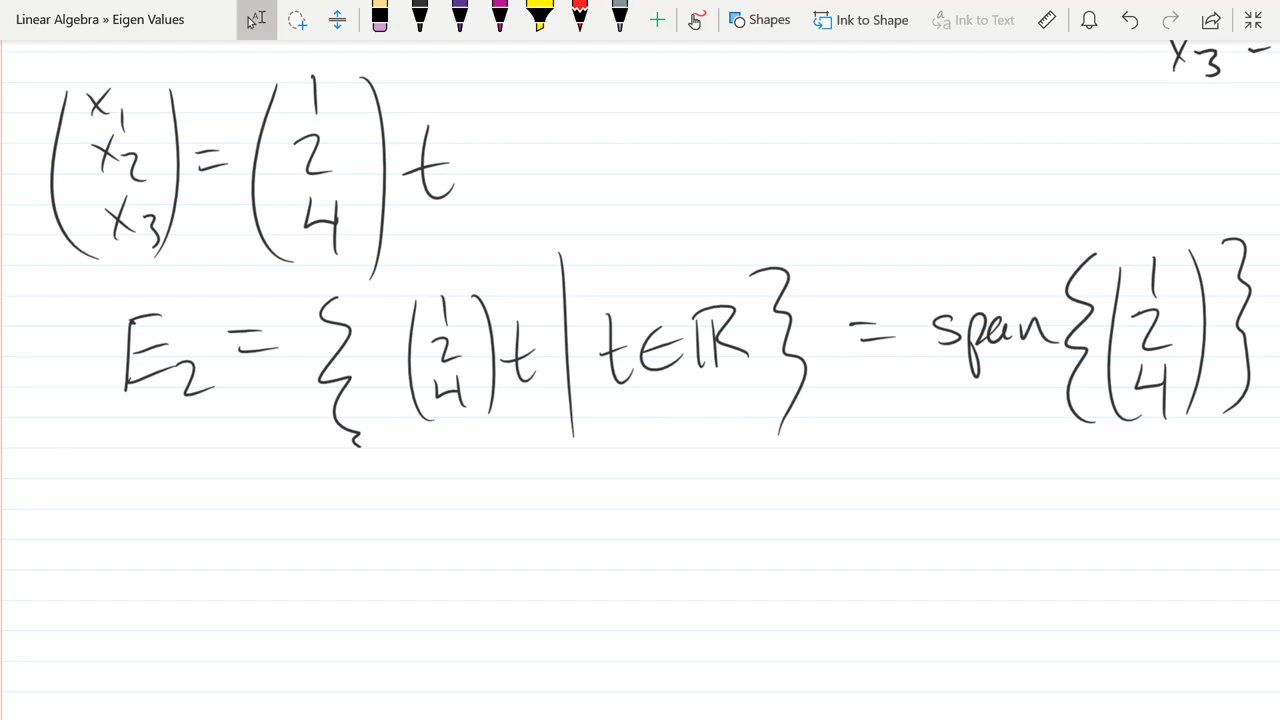 Linear Algebra » Eigen Values Shapes Ink to Shape Ink to Text
x₃ -
(x₁ x₂ x₃) = (1 2 4) t
E₂ = { (1 2 4) t | t ∈ ℝ } = span{ (1 2 4) }